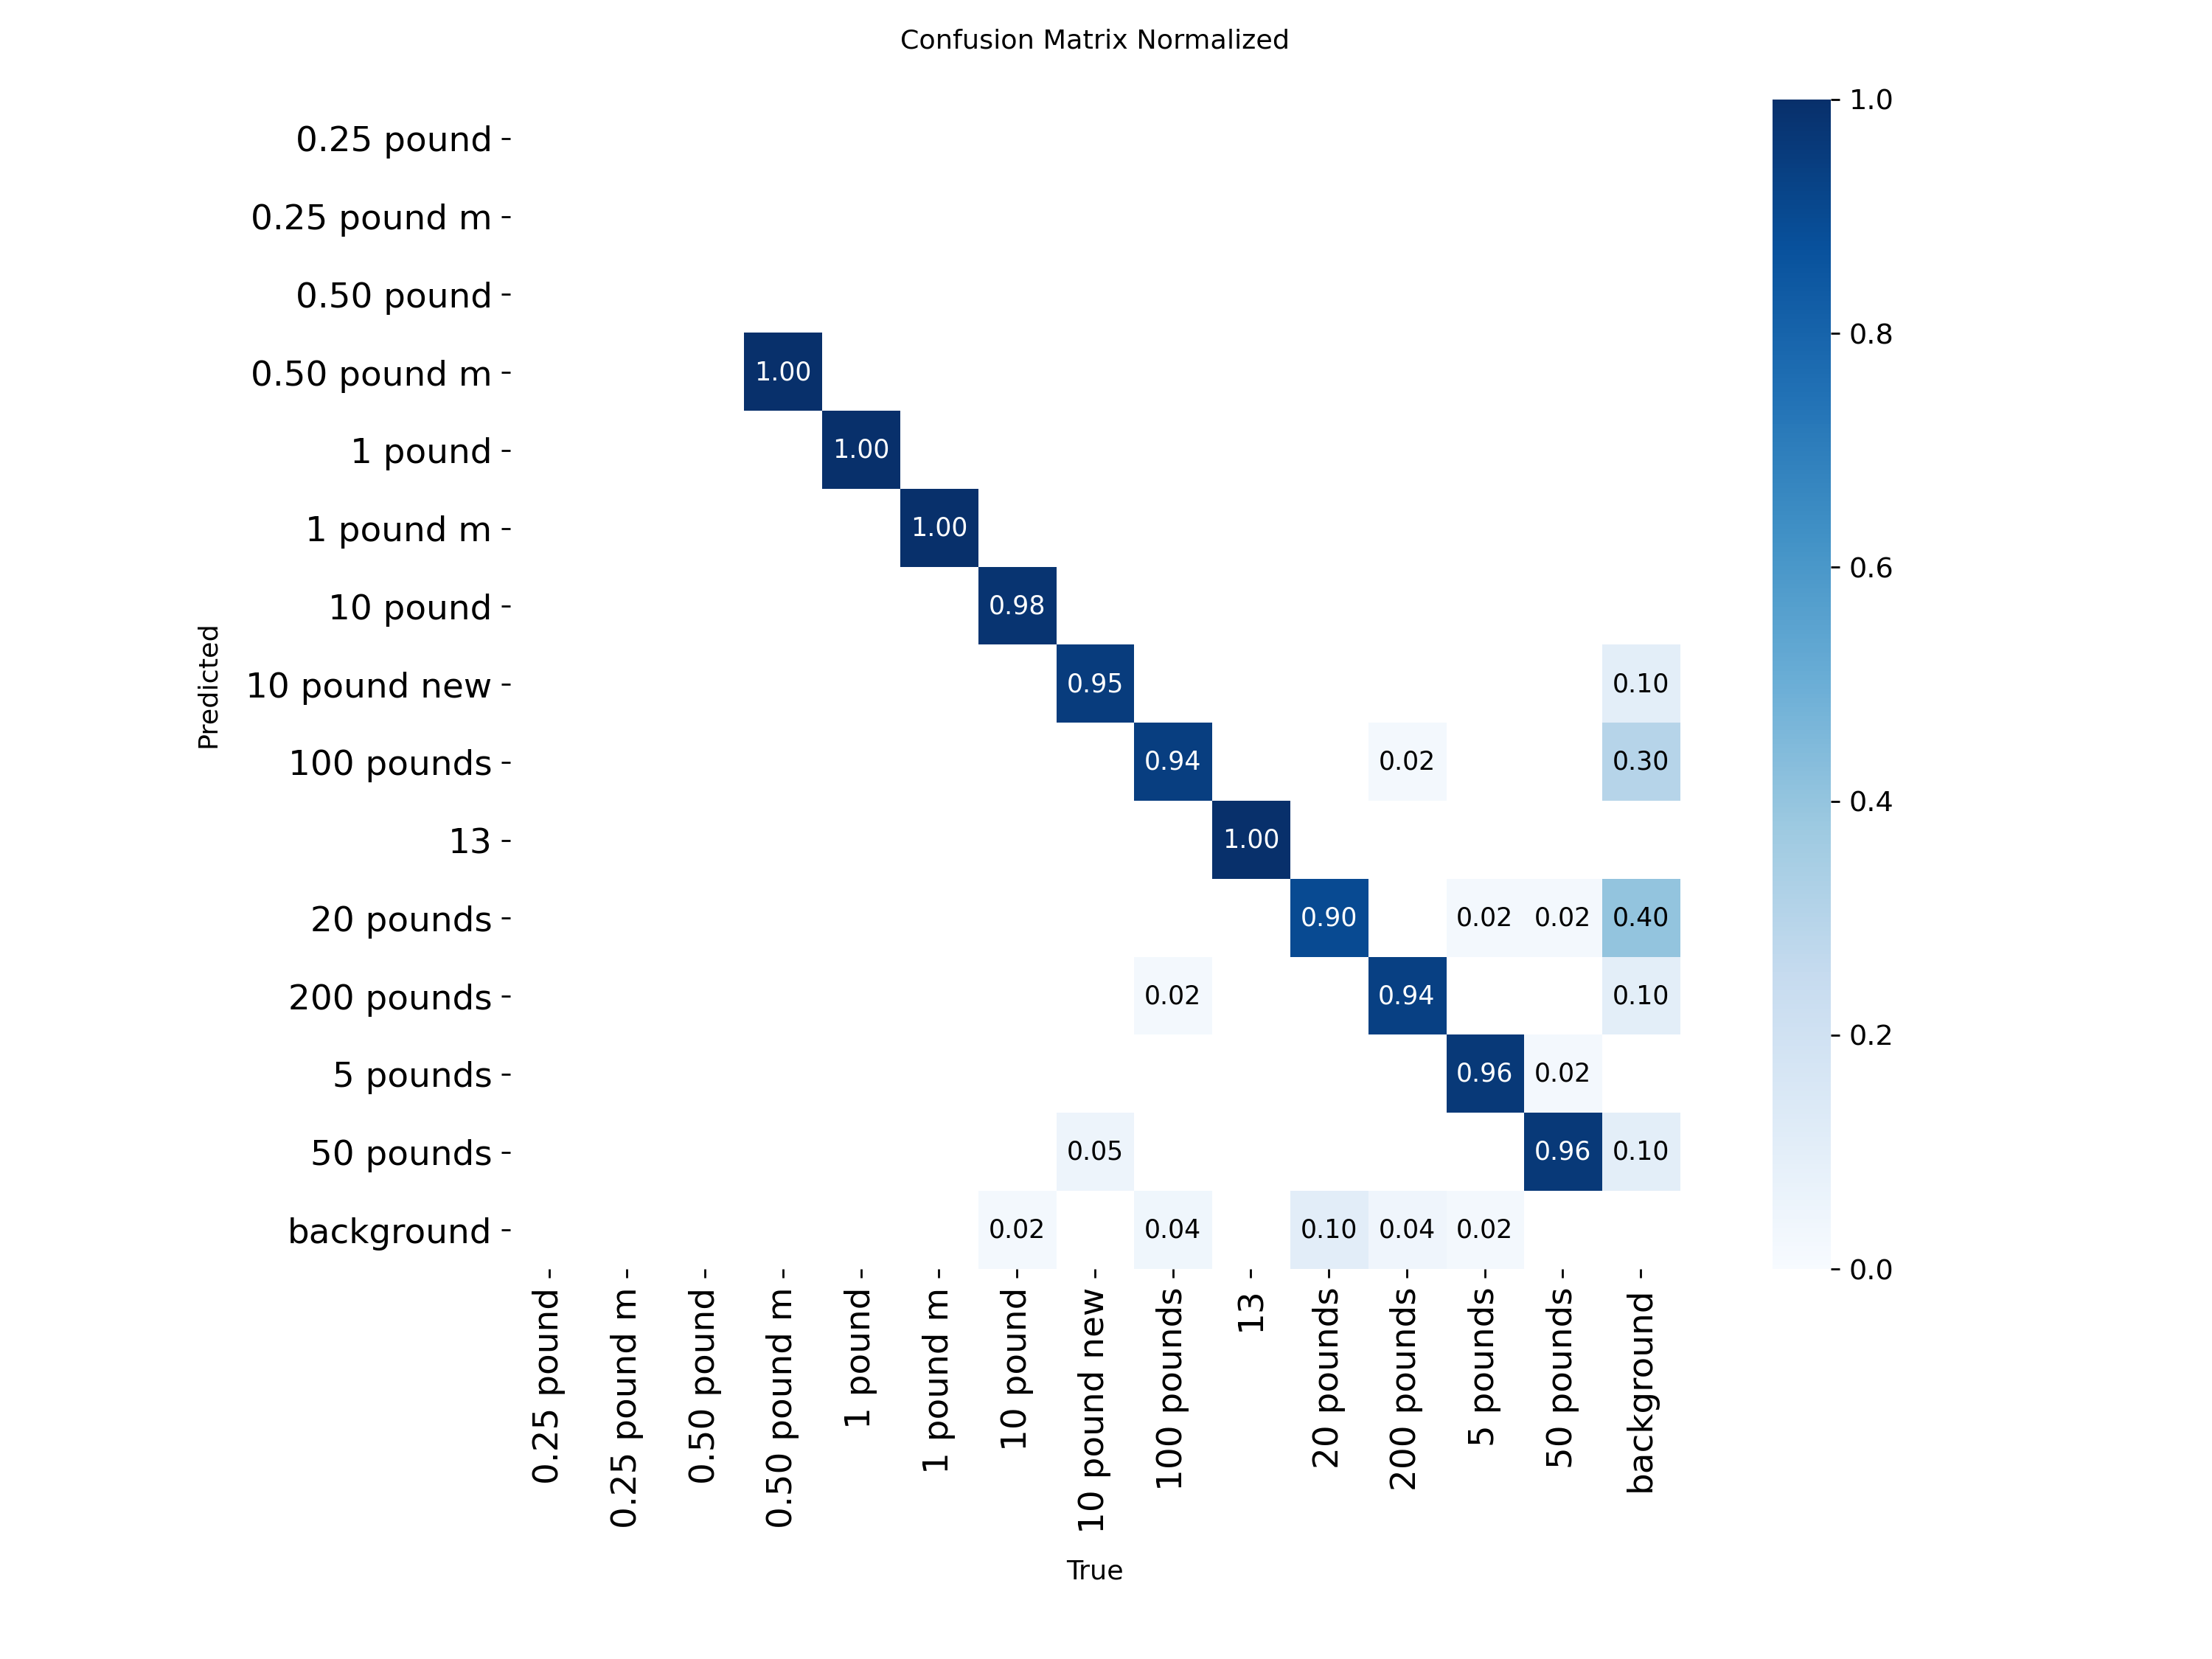 Confusion Matrix Normalized
Predicted
0.25 pound
0.25 pound m
0.50 pound
0.50 pound m 1.00
1 pound 1.00
1 pound m 1.00
10 pound 0.98
10 pound new 0.95 0.10
100 pounds 0.94 0.02 0.30
13 1.00
20 pounds 0.90 0.02 0.02 0.40
200 pounds 0.02 0.94 0.10
5 pounds 0.96 0.02
50 pounds 0.05 0.96 0.10
background 0.02 0.04 0.10 0.04 0.02
0.25 pound
0.25 pound m
0.50 pound
0.50 pound m
1 pound
1 pound m
10 pound
10 pound new
100 pounds
13
20 pounds
200 pounds
5 pounds
50 pounds
background
True
1.0
0.8
0.6
0.4
0.2
0.0